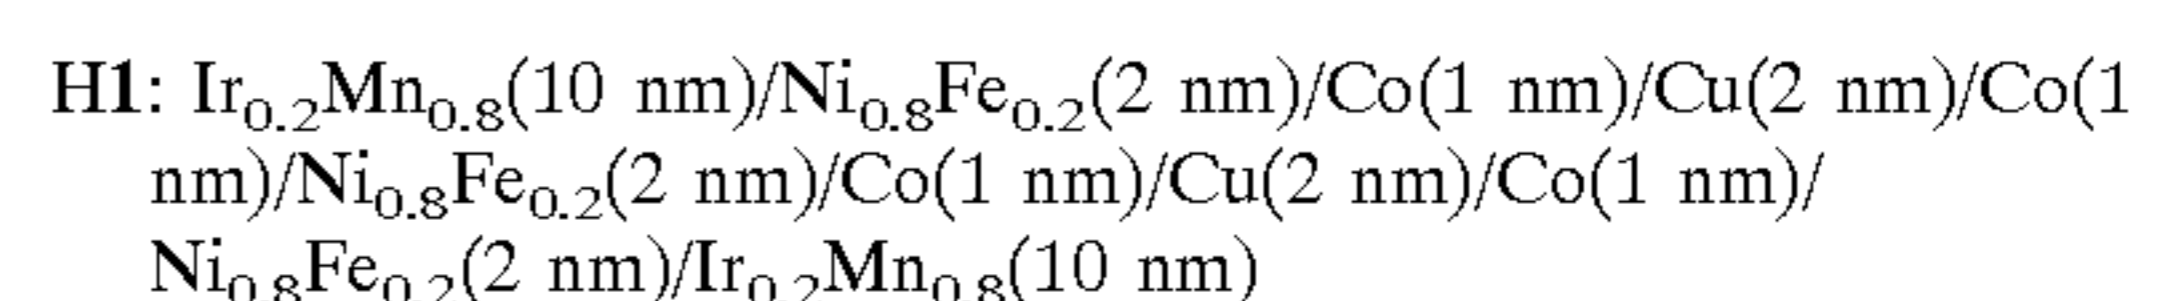 H1: Ir₀.₂Mn₀.₈(10 nm)/Ni₀.₈Fe₀.₂(2 nm)/Co(1 nm)/Cu(2 nm)/Co(1
nm)/Ni₀.₈Fe₀.₂(2 nm)/Co(1 nm)/Cu(2 nm)/Co(1 nm)/
Ni₀.₈Fe₀.₂(2 nm)/Ir₀.₂Mn₀.₈(10 nm)